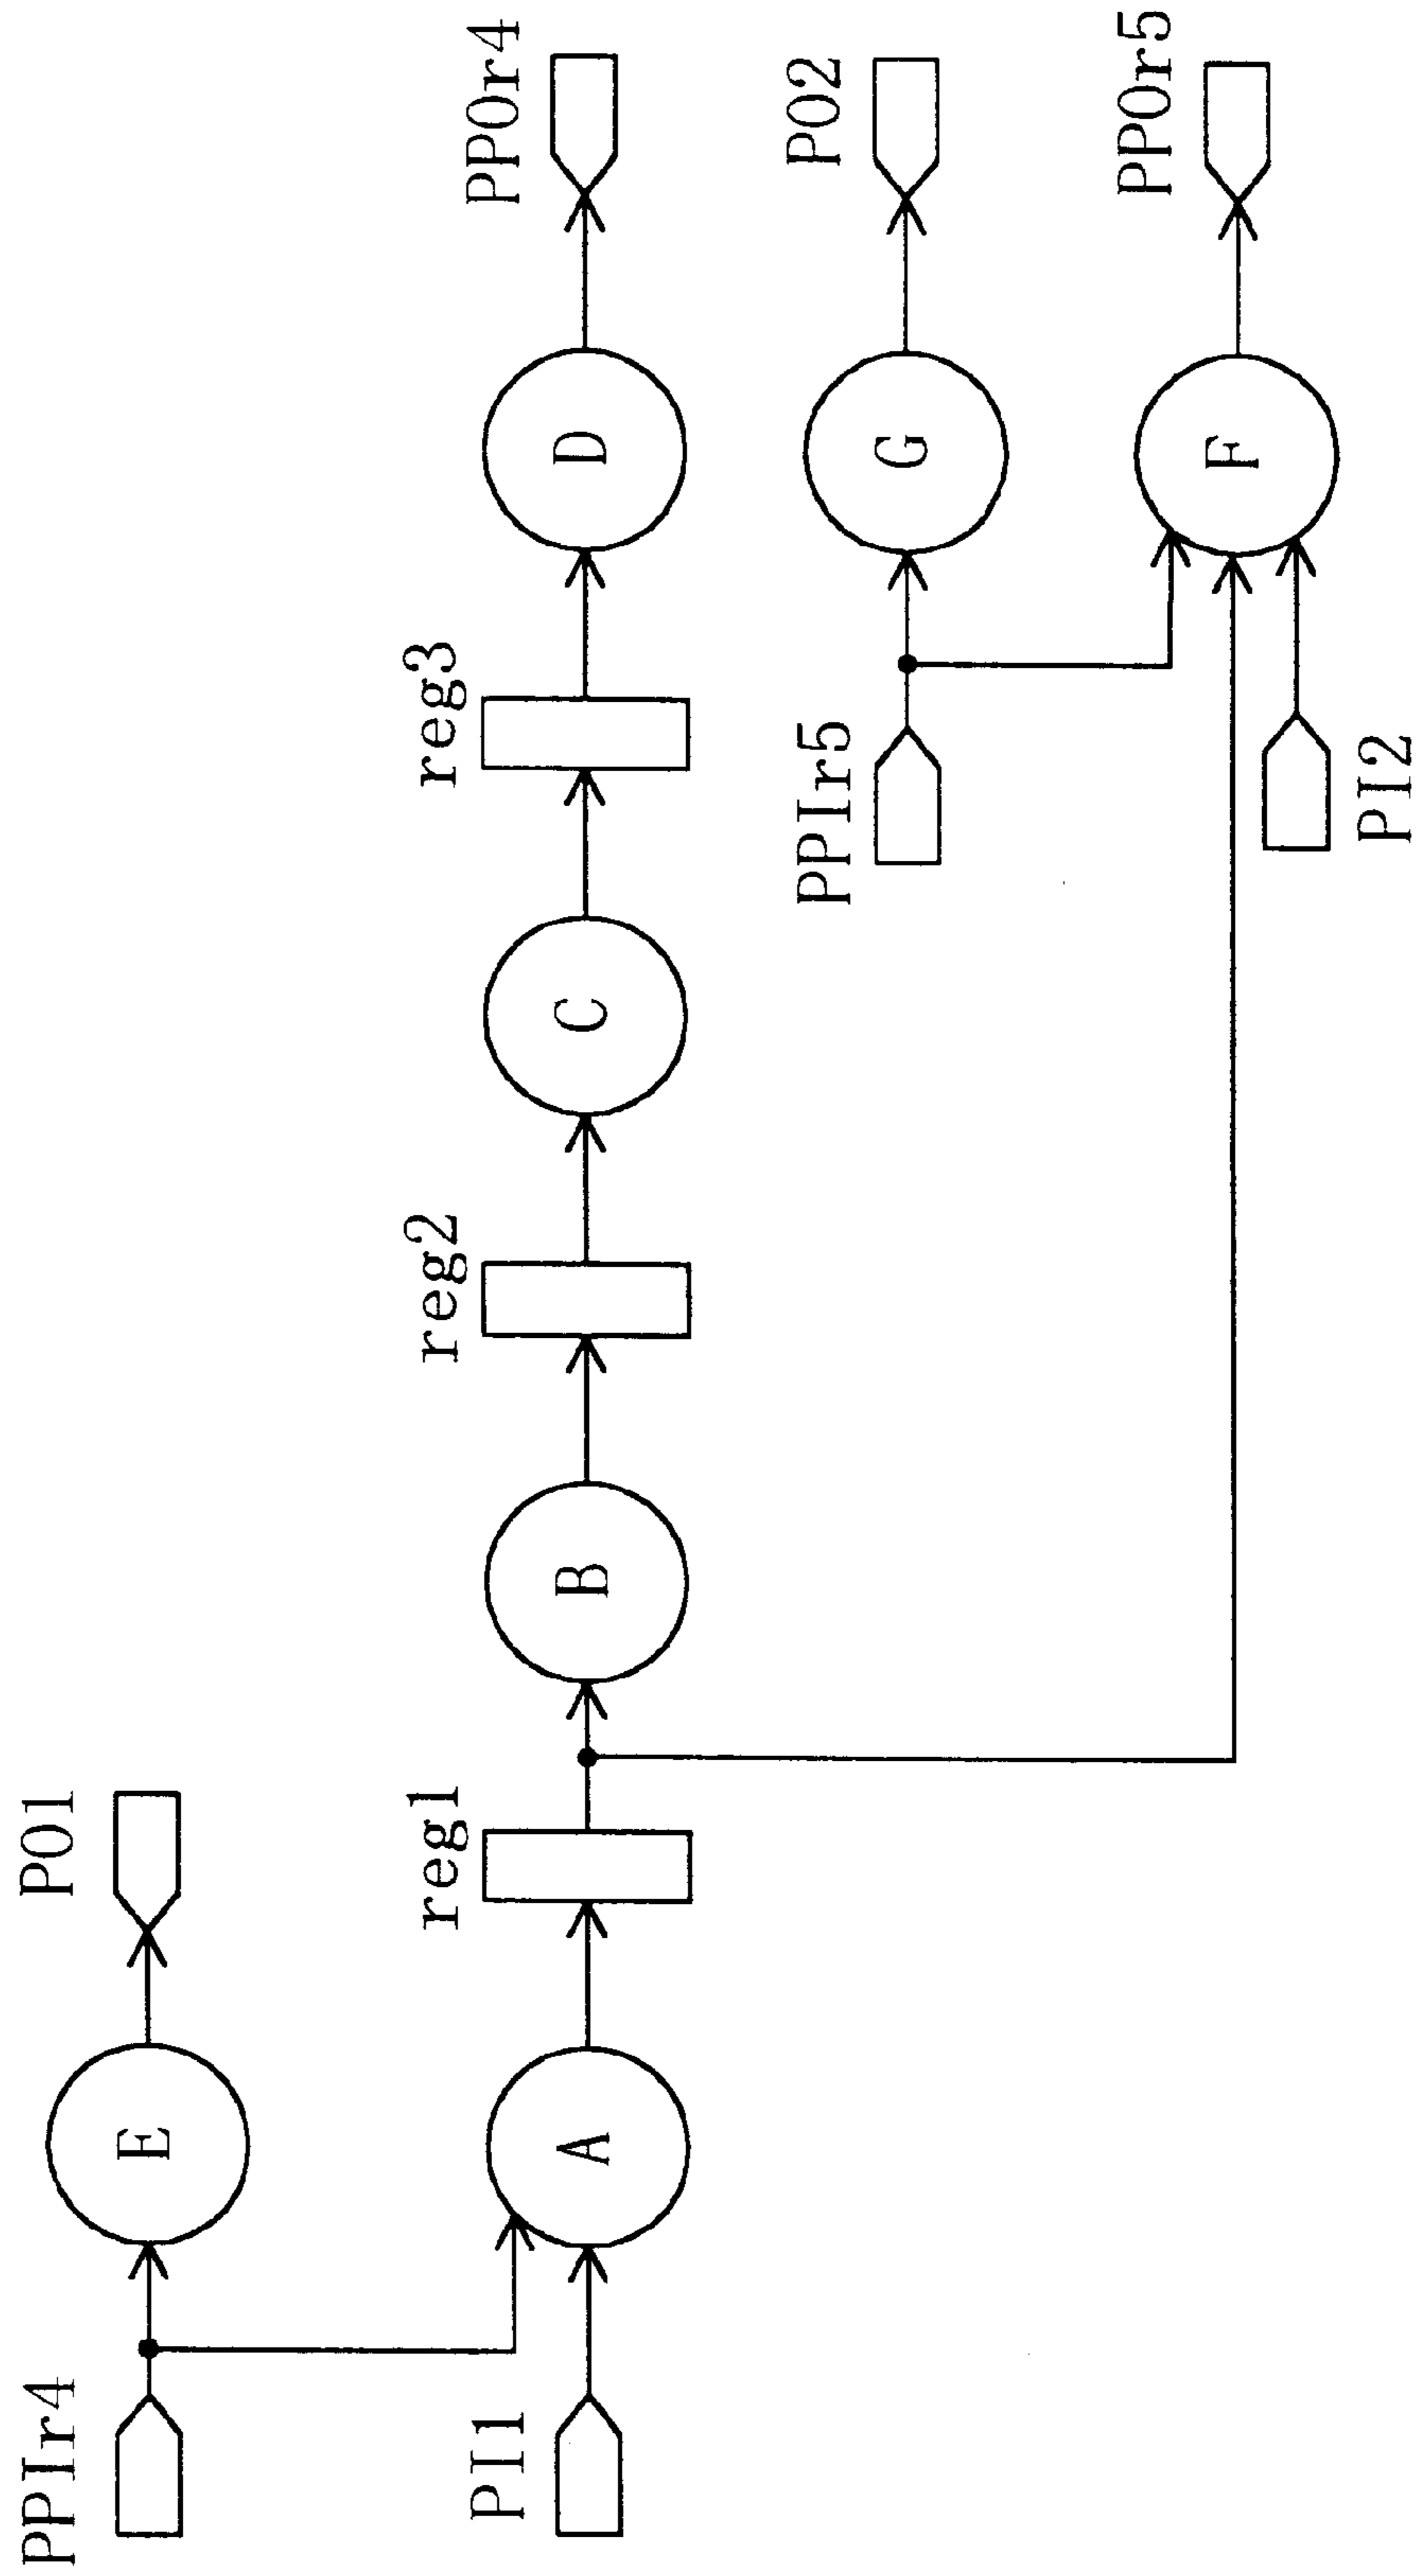 PPIr4
E
PO1
PI1
A
reg1
B
reg2
C
reg3
D
PPOr4
PPIr5
G
PO2
PI2
F
PPOr5